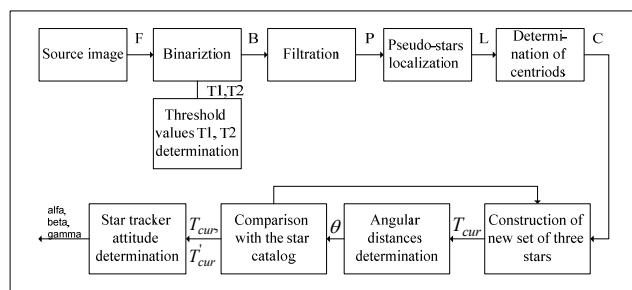 Source image
F
Binariztion
B
Filtration
P
Pseudo-stars
localization
L
Determi-
nation of
centriods
C
T1,T2
Threshold
values T1, T2
determination
alfa,
beta,
gamma
Star tracker
attitude
determination
T_cur,
T'_cur
Comparison
with the star
catalog
θ
Angular
distances
determination
T_cur
Construction of
new set of three
stars